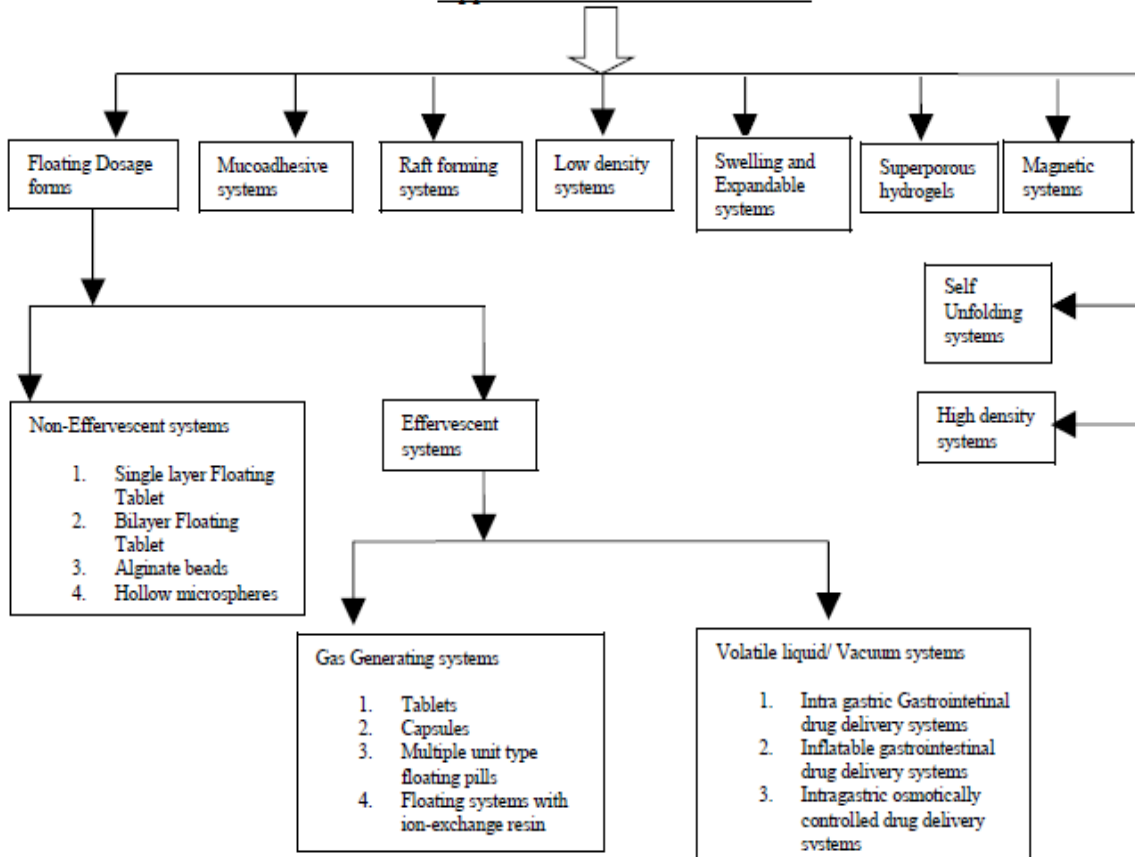 Floating Dosage
forms
Mucoadhesive
systems
Raft forming
systems
Low density
systems
Swelling and
Expandable
systems
Superporous
hydrogels
Magnetic
systems
Self
Unfolding
systems
High density
systems
Non-Effervescent systems
1. Single layer Floating
Tablet
2. Bilayer Floating
Tablet
3. Alginate beads
4. Hollow microspheres
Effervescent
systems
Gas Generating systems
1. Tablets
2. Capsules
3. Multiple unit type
floating pills
4. Floating systems with
ion-exchange resin
Volatile liquid/ Vacuum systems
1. Intra gastric Gastrointetinal
drug delivery systems
2. Inflatable gastrointestinal
drug delivery systems
3. Intragastric osmotically
controlled drug delivery
systems